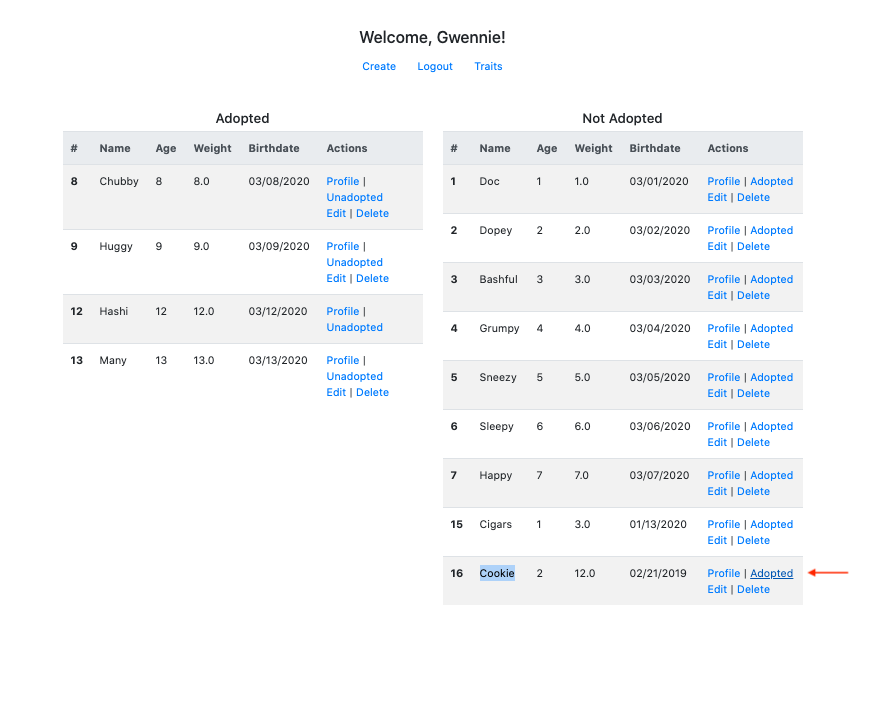 Welcome, Gwennie!
Create Logout Traits
Adopted
# Name Age Weight Birthdate Actions
8 Chubby 8 8.0 03/08/2020 Profile |
Unadopted
Edit | Delete
9 Huggy 9 9.0 03/09/2020 Profile |
Unadopted
Edit | Delete
12 Hashi 12 12.0 03/12/2020 Profile |
Unadopted
13 Many 13 13.0 03/13/2020 Profile |
Unadopted
Edit | Delete
Not Adopted
# Name Age Weight Birthdate Actions
1 Doc 1 1.0 03/01/2020 Profile | Adopted
Edit | Delete
2 Dopey 2 2.0 03/02/2020 Profile | Adopted
Edit | Delete
3 Bashful 3 3.0 03/03/2020 Profile | Adopted
Edit | Delete
4 Grumpy 4 4.0 03/04/2020 Profile | Adopted
Edit | Delete
5 Sneezy 5 5.0 03/05/2020 Profile | Adopted
Edit | Delete
6 Sleepy 6 6.0 03/06/2020 Profile | Adopted
Edit | Delete
7 Happy 7 7.0 03/07/2020 Profile | Adopted
Edit | Delete
15 Cigars 1 3.0 01/13/2020 Profile | Adopted
Edit | Delete
16 Cookie 2 12.0 02/21/2019 Profile | Adopted
Edit | Delete